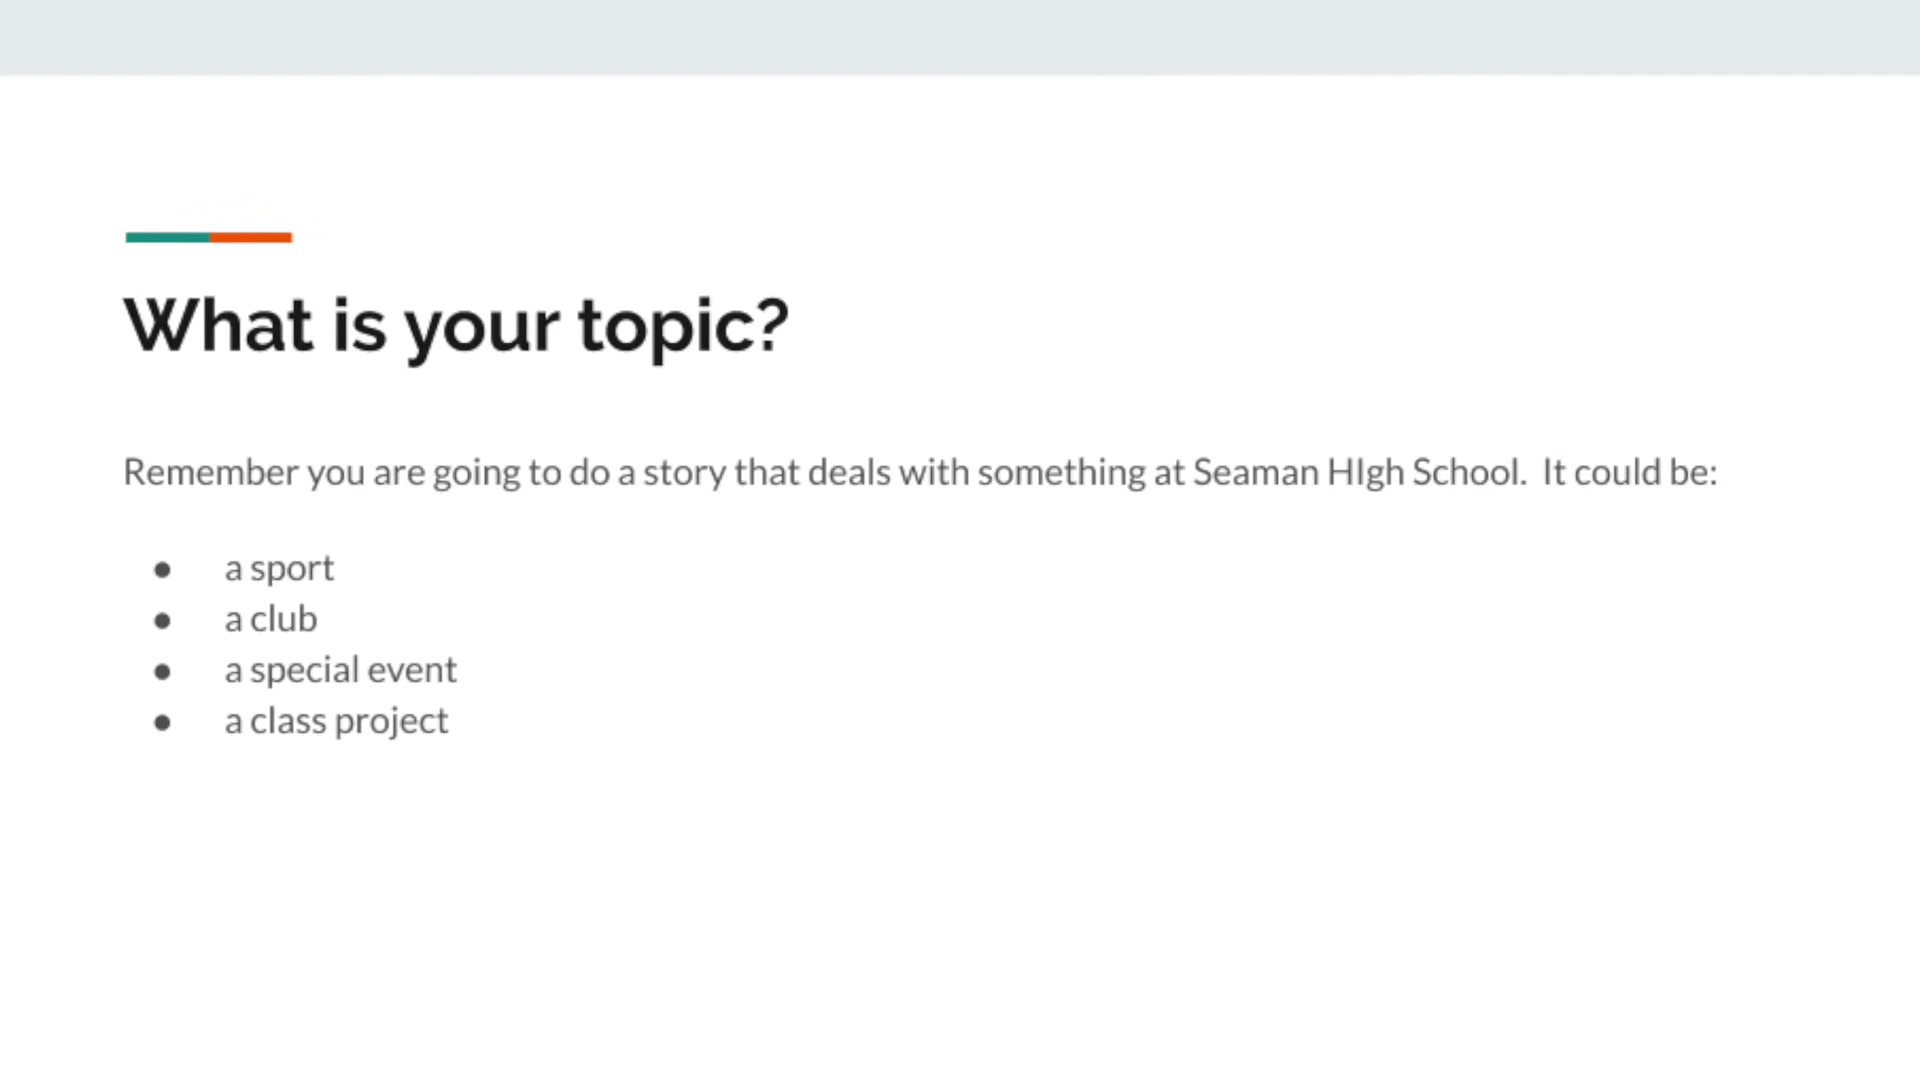 What is your topic?
Remember you are going to do a story that deals with something at Seaman HIgh School.  It could be:
● a sport
● a club
● a special event
● a class project